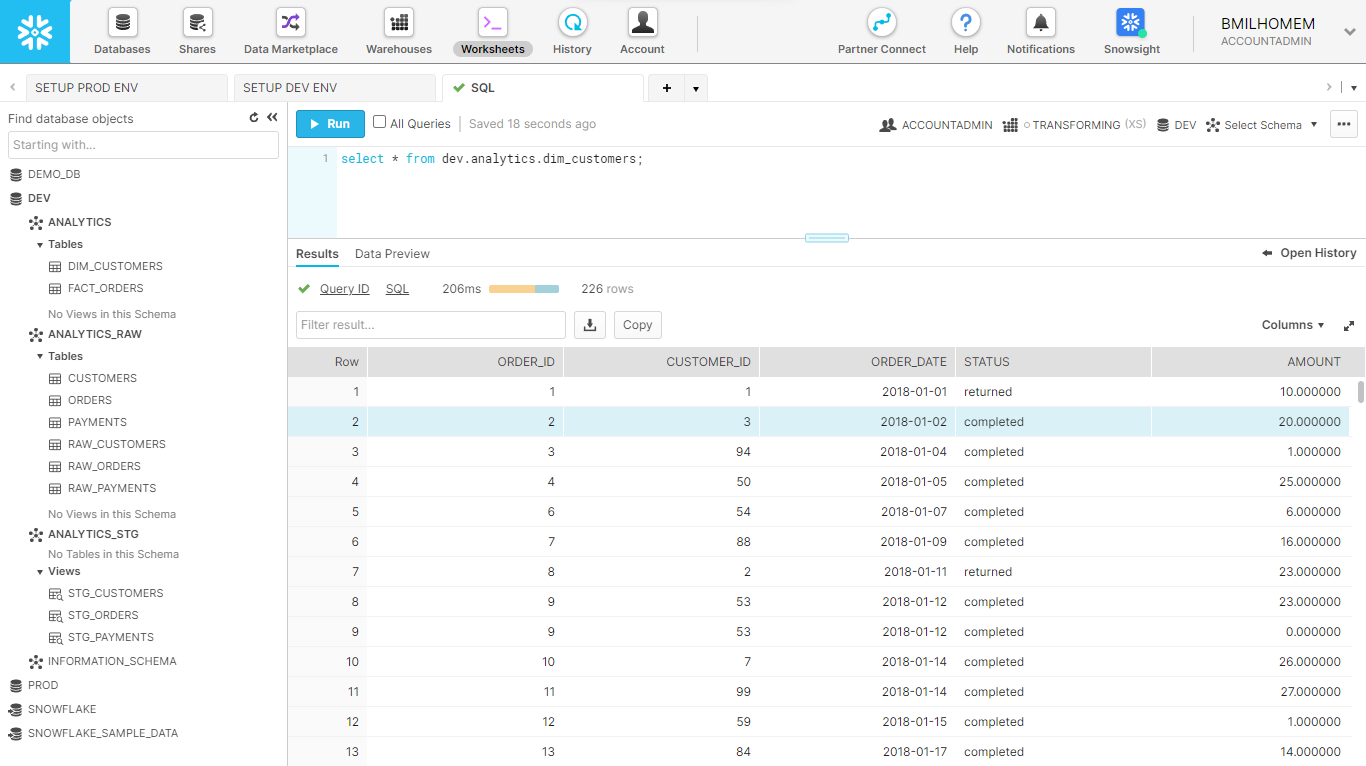 Databases Shares Data Marketplace Warehouses Worksheets History Account Partner Connect Help Notifications Snowsight
BMILHOMEM
ACCOUNTADMIN
SETUP PROD ENV SETUP DEV ENV SQL
Find database objects
Starting with...
DEMO_DB
DEV
ANALYTICS
Tables
DIM_CUSTOMERS
FACT_ORDERS
No Views in this Schema
ANALYTICS_RAW
Tables
CUSTOMERS
ORDERS
PAYMENTS
RAW_CUSTOMERS
RAW_ORDERS
RAW_PAYMENTS
No Views in this Schema
ANALYTICS_STG
No Tables in this Schema
Views
STG_CUSTOMERS
STG_ORDERS
STG_PAYMENTS
INFORMATION_SCHEMA
PROD
SNOWFLAKE
SNOWFLAKE_SAMPLE_DATA
Run All Queries Saved 18 seconds ago ACCOUNTADMIN TRANSFORMING (XS) DEV Select Schema
1 select * from dev.analytics.dim_customers;
Results Data Preview Open History
Query ID SQL 206ms 226 rows
Filter result... Copy Columns
Row ORDER_ID CUSTOMER_ID ORDER_DATE STATUS AMOUNT
1 1 1 2018-01-01 returned 10.000000
2 2 3 2018-01-02 completed 20.000000
3 3 94 2018-01-04 completed 1.000000
4 4 50 2018-01-05 completed 25.000000
5 6 54 2018-01-07 completed 6.000000
6 7 88 2018-01-09 completed 16.000000
7 8 2 2018-01-11 returned 23.000000
8 9 53 2018-01-12 completed 23.000000
9 9 53 2018-01-12 completed 0.000000
10 10 7 2018-01-14 completed 26.000000
11 11 99 2018-01-14 completed 27.000000
12 12 59 2018-01-15 completed 1.000000
13 13 84 2018-01-17 completed 14.000000